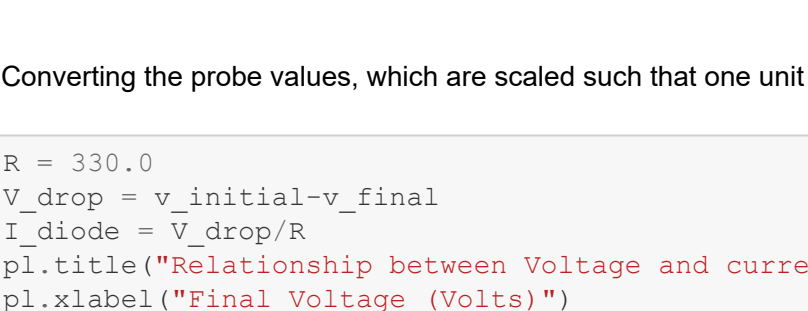 Converting the probe values, which are scaled such that one unit
R = 330.0
V_drop = v_initial-v_final
I_diode = V_drop/R
pl.title("Relationship between Voltage and curre
pl.xlabel("Final Voltage (Volts)")